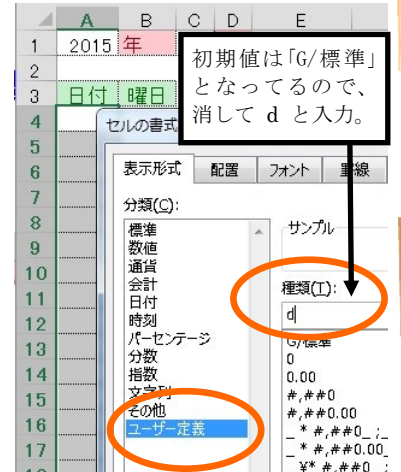 A B C D E
1 2015 年
2
3 日付 曜日
4
5
6
7
8
9
10
11
12
13
14
15
16
17
初期値は「G/標準」
となってるので、
消して d と入力。
セルの書式
表示形式 配置 フォント 罫線
分類(C):
標準
数値
通貨
会計
日付
時刻
パーセンテージ
分数
指数
文字列
その他
ユーザー定義
サンプル
種類(T):
d
G/標準
0
0.00
#,##0
#,##0.00
_ * #,##0_ ;_
_ * #,##0.00_